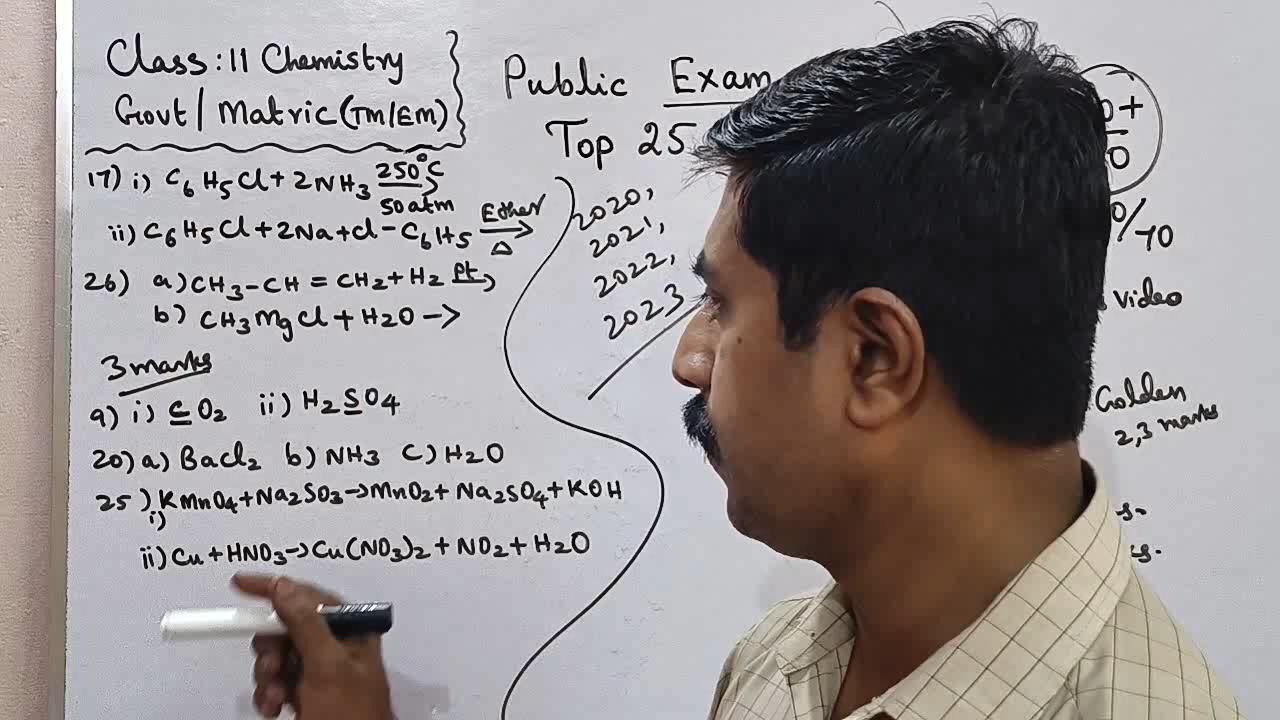 Class : 11 Chemistry
Govt / Matric (TM/EM)
17) i) C6H5Cl + 2NH3 250°C
50 atm
ii) C6H5Cl + 2Na + Cl - C6H5 Ether →
Δ
26) a) CH3 - CH = CH2 + H2 Pt →
b) CH3MgCl + H2O →
3 marks
9) i) CO2 ii) H2SO4
20) a) BaCl2 b) NH3 c) H2O
25) i) KMnO4 + Na2SO3 → MnO2 + Na2SO4 + KOH
ii) Cu + HNO3 → Cu(NO3)2 + NO2 + H2O
Public Exam
Top 25
2020,
2021,
2022,
2023
/70
Video
Golden
2,3 marks